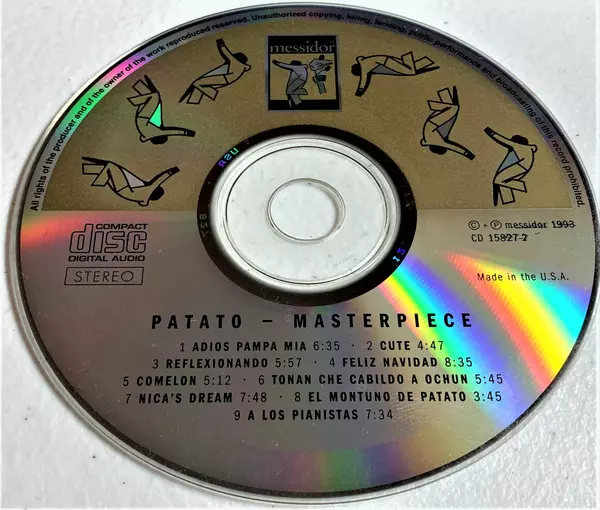 All rights of the producer and of the owner of the work reproduced reserved. Unauthorized copying, hiring, lending, public performance and broadcasting of this record prohibited.
messidor
COMPACT
disc
DIGITAL AUDIO
STEREO
© + ℗ messidor 1993
CD 15827-2
Made in the U.S.A.
PATATO – MASTERPIECE
1 ADIOS PAMPA MIA 6:35 · 2 CUTE 4:47
3 REFLEXIONANDO 5:57 · 4 FELIZ NAVIDAD 8:35
5 COMELON 5:12 · 6 TONAN CHE CABILDO A OCHUN 5:45
7 NICA'S DREAM 7:48 · 8 EL MONTUNO DE PATATO 3:45
9 A LOS PIANISTAS 7:34